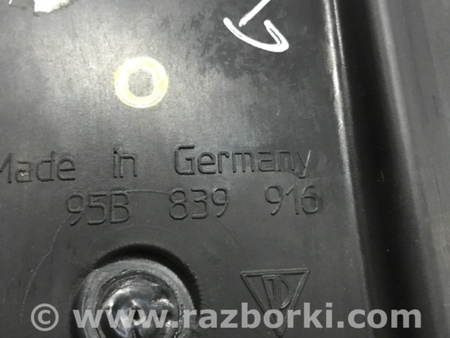 Made in Germany
95B 839 916
© www.razborki.com